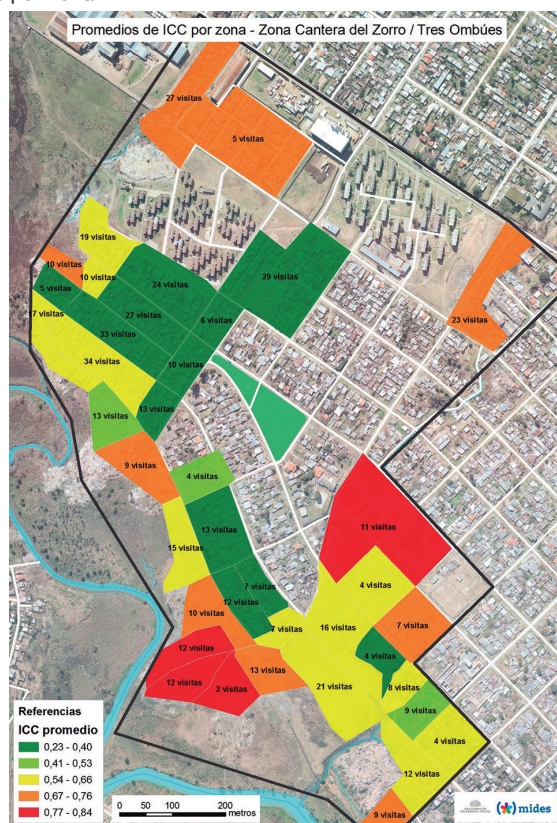 Promedios de ICC por zona - Zona Cantera del Zorro / Tres Ombúes
27 visitas
5 visitas
19 visitas
40 visitas
10 visitas
5 visitas
24 visitas
29 visitas
23 visitas
17 visitas
27 visitas
6 visitas
33 visitas
34 visitas
10 visitas
13 visitas
13 visitas
9 visitas
4 visitas
13 visitas
11 visitas
15 visitas
7 visitas
4 visitas
12 visitas
10 visitas
7 visitas
16 visitas
7 visitas
12 visitas
13 visitas
4 visitas
12 visitas
3 visitas
21 visitas
8 visitas
9 visitas
4 visitas
12 visitas
9 visitas
Referencias
ICC promedio
0,23 - 0,40
0,41 - 0,53
0,54 - 0,66
0,67 - 0,76
0,77 - 0,84
0 50 100 200
metros
mides